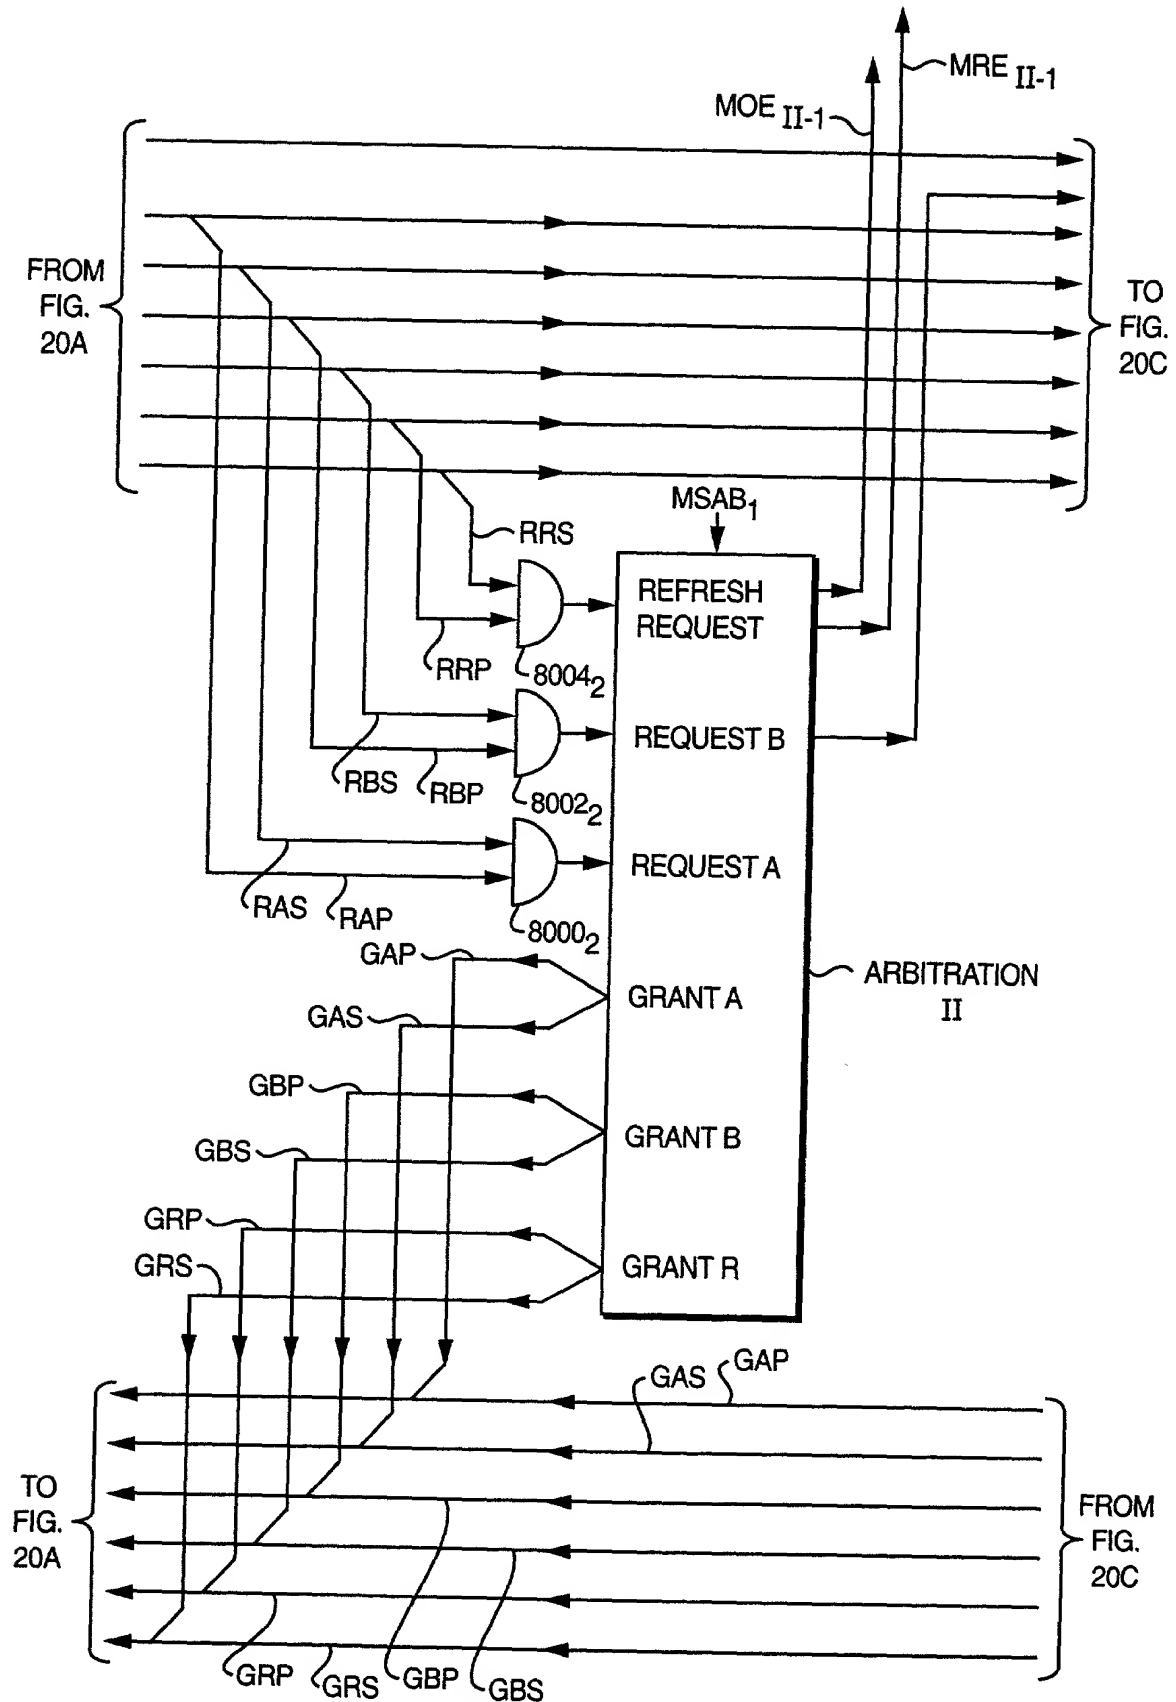 MRE II-1
MOE II-1
FROM
FIG.
20A
TO
FIG.
20C
MSAB1
RRS
REFRESH
REQUEST
RRP
80042
REQUEST B
RBS
RBP
80022
REQUEST A
RAS
RAP
80002
GAP
ARBITRATION
II
GRANT A
GAS
GBP
GRANT B
GBS
GRP
GRS
GRANT R
GAS
GAP
TO
FIG.
20A
FROM
FIG.
20C
GRP
GRS
GBP
GBS